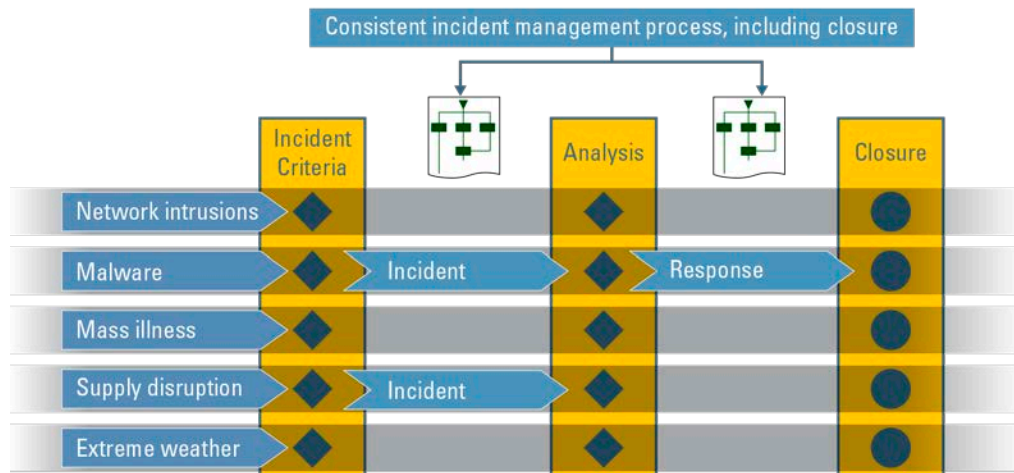 Consistent incident management process, including closure
Incident
Criteria
Analysis
Closure
Network intrusions
Malware
Incident
Response
Mass illness
Supply disruption
Incident
Extreme weather